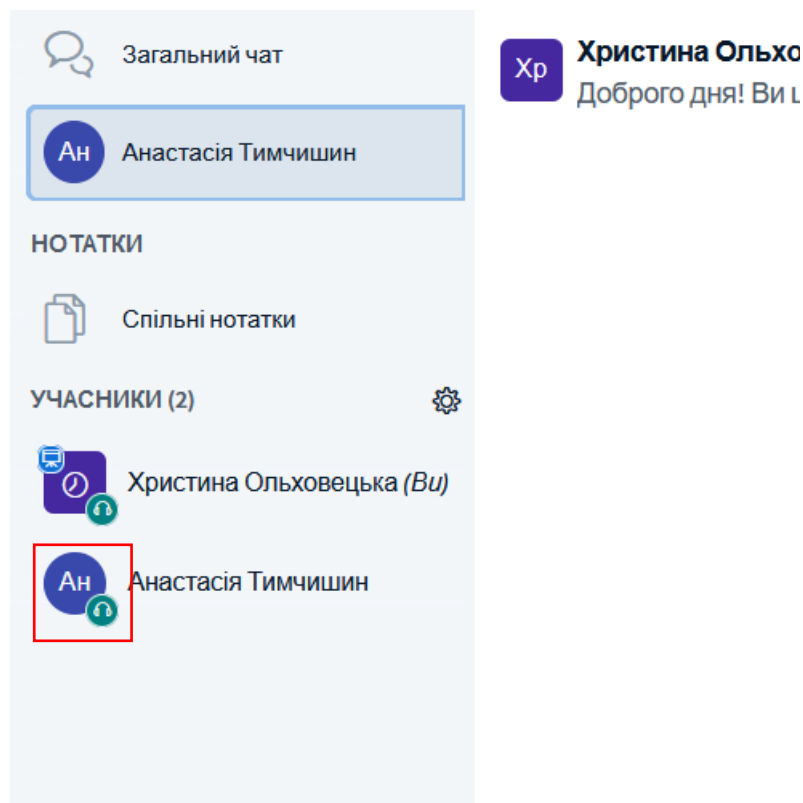 Загальний чат
Ан Анастасія Тимчишин
НОТАТКИ
Спільні нотатки
УЧАСНИКИ (2)
Христина Ольховецька (Ви)
Ан Анастасія Тимчишин
Хр Христина
Доброго дня! Ви